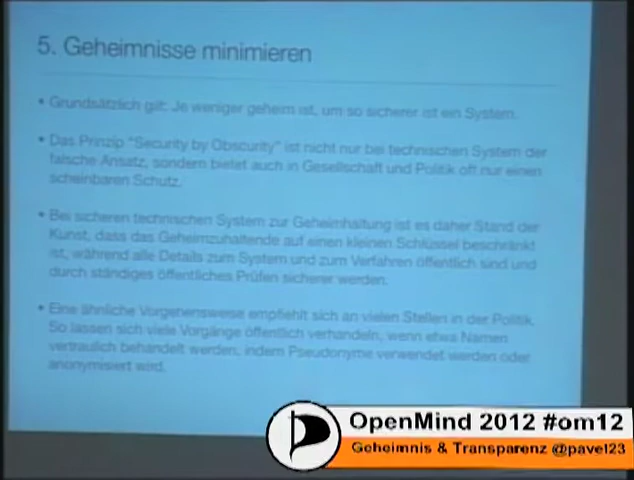 5. Geheimnisse minimieren
• Grundsätzlich gilt: Je weniger geheim ist, um so sicherer ist ein System.
• Das Prinzip "Security by Obscurity" ist nicht nur bei technischen System der
falsche Ansatz, sondern bietet auch in Gesellschaft und Politik oft nur einen
scheinbaren Schutz.
• Bei sicheren technischen System zur Geheimhaltung ist es daher Stand der
Kunst, dass das Geheimzuhaltende auf einen kleinen Schlüssel beschränkt
ist, während alle Details zum System und zum Verfahren öffentlich sind und
durch ständiges öffentliches Prüfen sicherer werden.
• Eine ähnliche Vorgehensweise empfiehlt sich an vielen Stellen in der Politik.
So lassen sich viele Vorgänge öffentlich verhandeln, wenn etwa Namen
vertraulich behandelt werden, indem Pseudonyme verwendet werden oder
anonymisiert wird.
OpenMind 2012 #om12
Geheimnis & Transparenz @pavel23